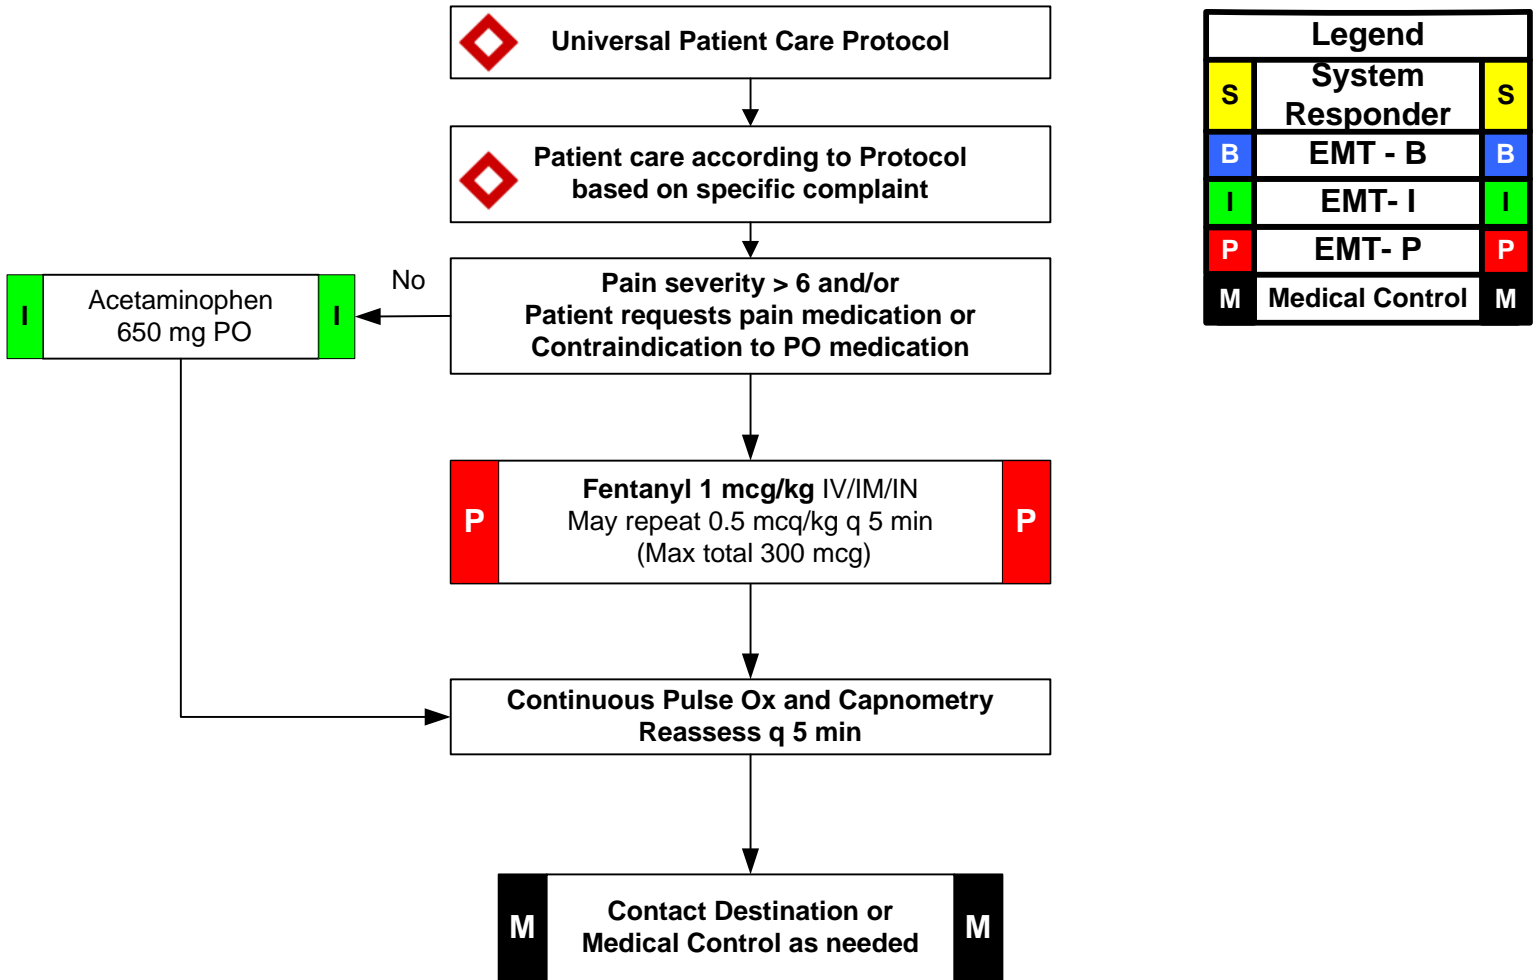 Universal Patient Care Protocol
Patient care according to Protocol
based on specific complaint
Pain severity > 6 and/or
Patient requests pain medication or
Contraindication to PO medication
No
I
Acetaminophen
650 mg PO
I
P
Fentanyl 1 mcg/kg IV/IM/IN
May repeat 0.5 mcq/kg q 5 min
(Max total 300 mcg)
P
Continuous Pulse Ox and Capnometry
Reassess q 5 min
M
Contact Destination or
Medical Control as needed
M
Legend
S
System
Responder
S
B EMT - B B
I EMT- I I
P EMT- P P
M Medical Control M